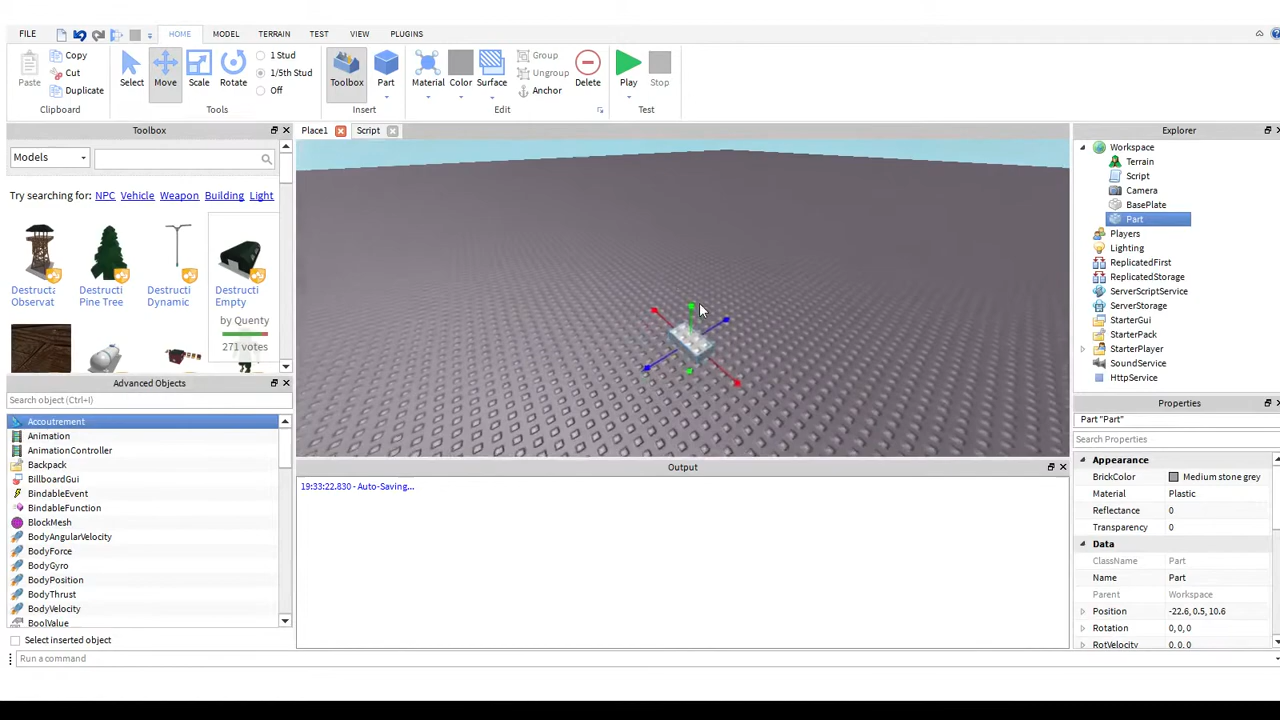 FILE HOME MODEL TERRAIN TEST VIEW PLUGINS
Paste
Copy
Cut
Duplicate
Clipboard
Select Move Scale Rotate
1 Stud
1/5th Stud
Off
Tools
Toolbox Part
Insert
Material Color Surface
Group
Ungroup
Anchor
Delete
Edit
Play Stop
Test
Toolbox
Models
Try searching for: NPC Vehicle Weapon Building Light
Destructa
Observat
Destructi
Pine Tree
Destructi
Dynamic
Destructi
Empty
by Quenty
271 votes
Advanced Objects
Search object (Ctrl+I)
Accoutrement
Animation
AnimationController
Backpack
BillboardGui
BindableEvent
BindableFunction
BlockMesh
BodyAngularVelocity
BodyForce
BodyGyro
BodyPosition
BodyThrust
BodyVelocity
BoolValue
Select inserted object
Run a command
Place1 Script
Output
19:33:22.830 - Auto-Saving...
Explorer
Workspace
Terrain
Script
Camera
BasePlate
Part
Players
Lighting
ReplicatedFirst
ReplicatedStorage
ServerScriptService
ServerStorage
StarterGui
StarterPack
StarterPlayer
SoundService
HttpService
Properties
Part "Part"
Search Properties
Appearance
BrickColor Medium stone grey
Material Plastic
Reflectance 0
Transparency 0
Data
ClassName Part
Name Part
Parent Workspace
Position -22.6, 0.5, 10.6
Rotation 0, 0, 0
RotVelocity 0, 0, 0